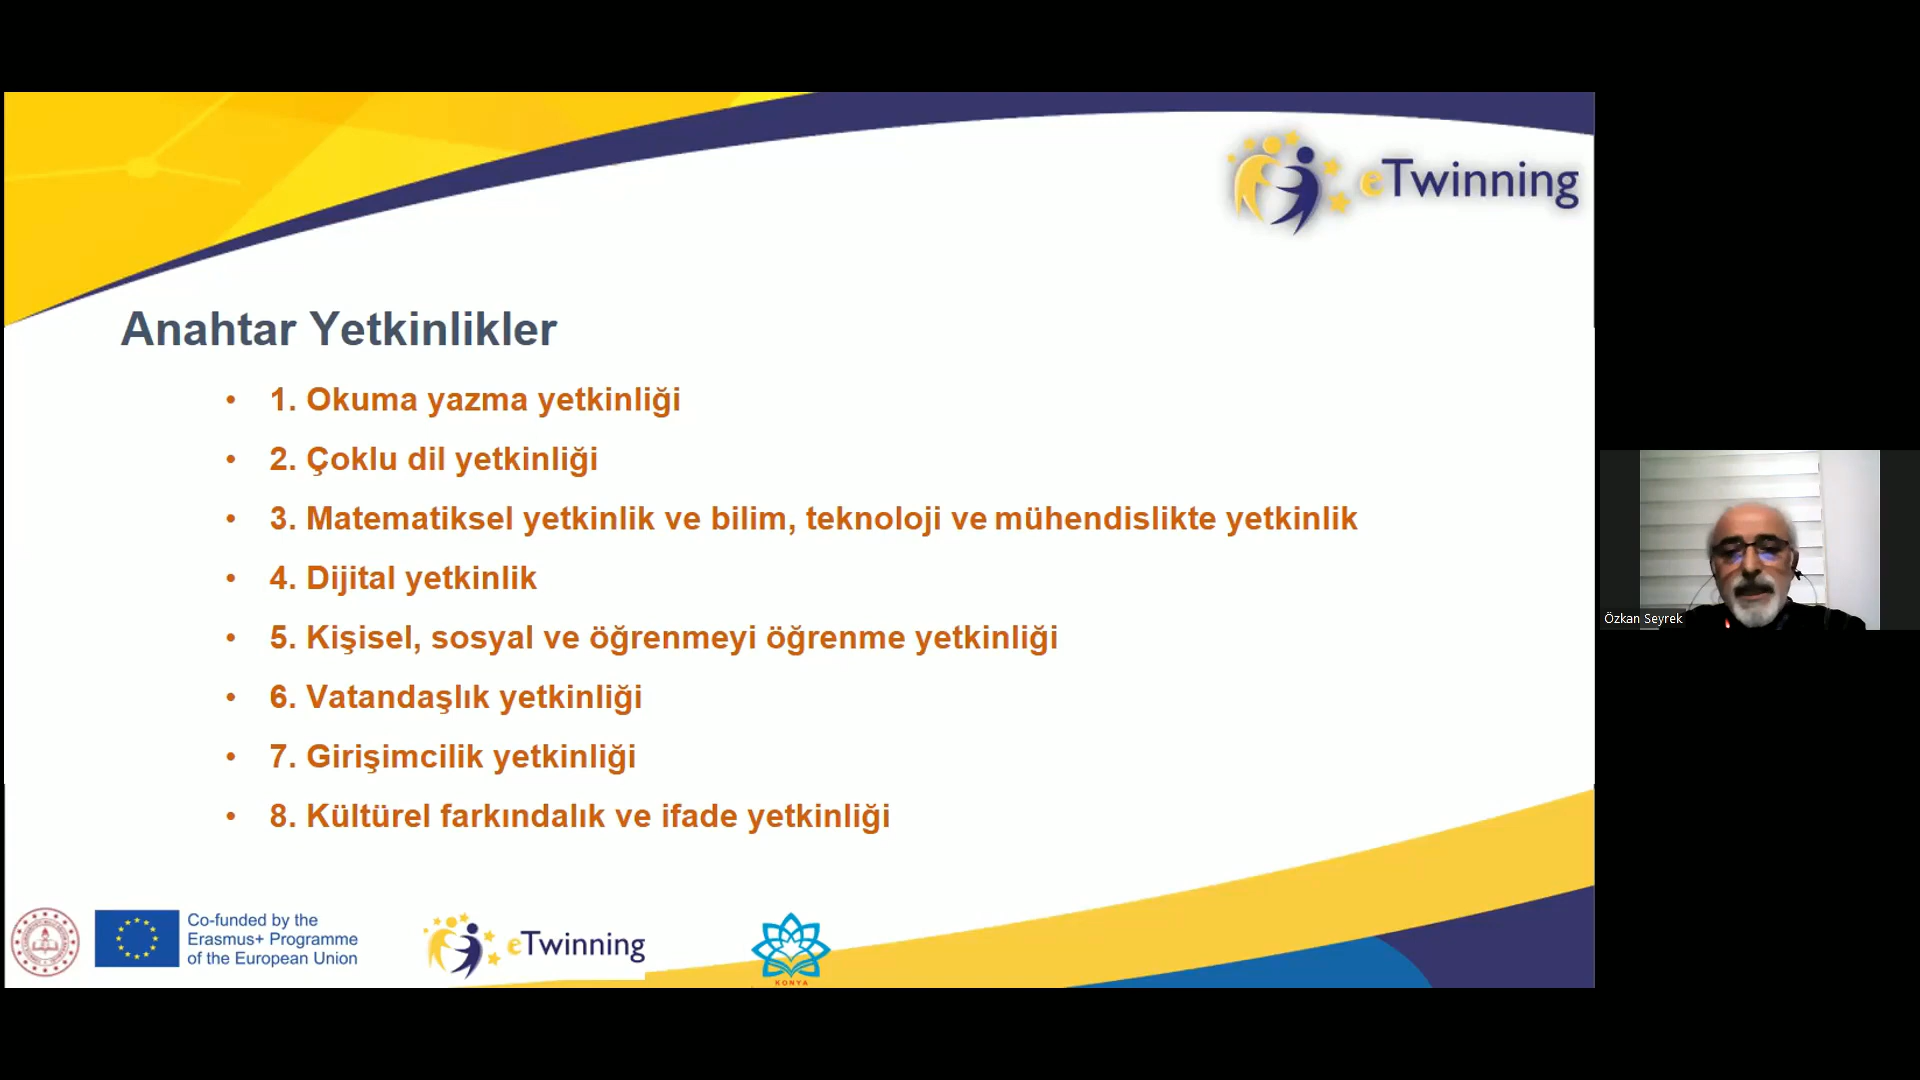 eTwinning
Anahtar Yetkinlikler
• 1. Okuma yazma yetkinliği
• 2. Çoklu dil yetkinliği
• 3. Matematiksel yetkinlik ve bilim, teknoloji ve mühendislikte yetkinlik
• 4. Dijital yetkinlik
• 5. Kişisel, sosyal ve öğrenmeyi öğrenme yetkinliği
• 6. Vatandaşlık yetkinliği
• 7. Girişimcilik yetkinliği
• 8. Kültürel farkındalık ve ifade yetkinliği
Özkan Seyrek
Co-funded by the
Erasmus+ Programme
of the European Union
eTwinning
KONYA